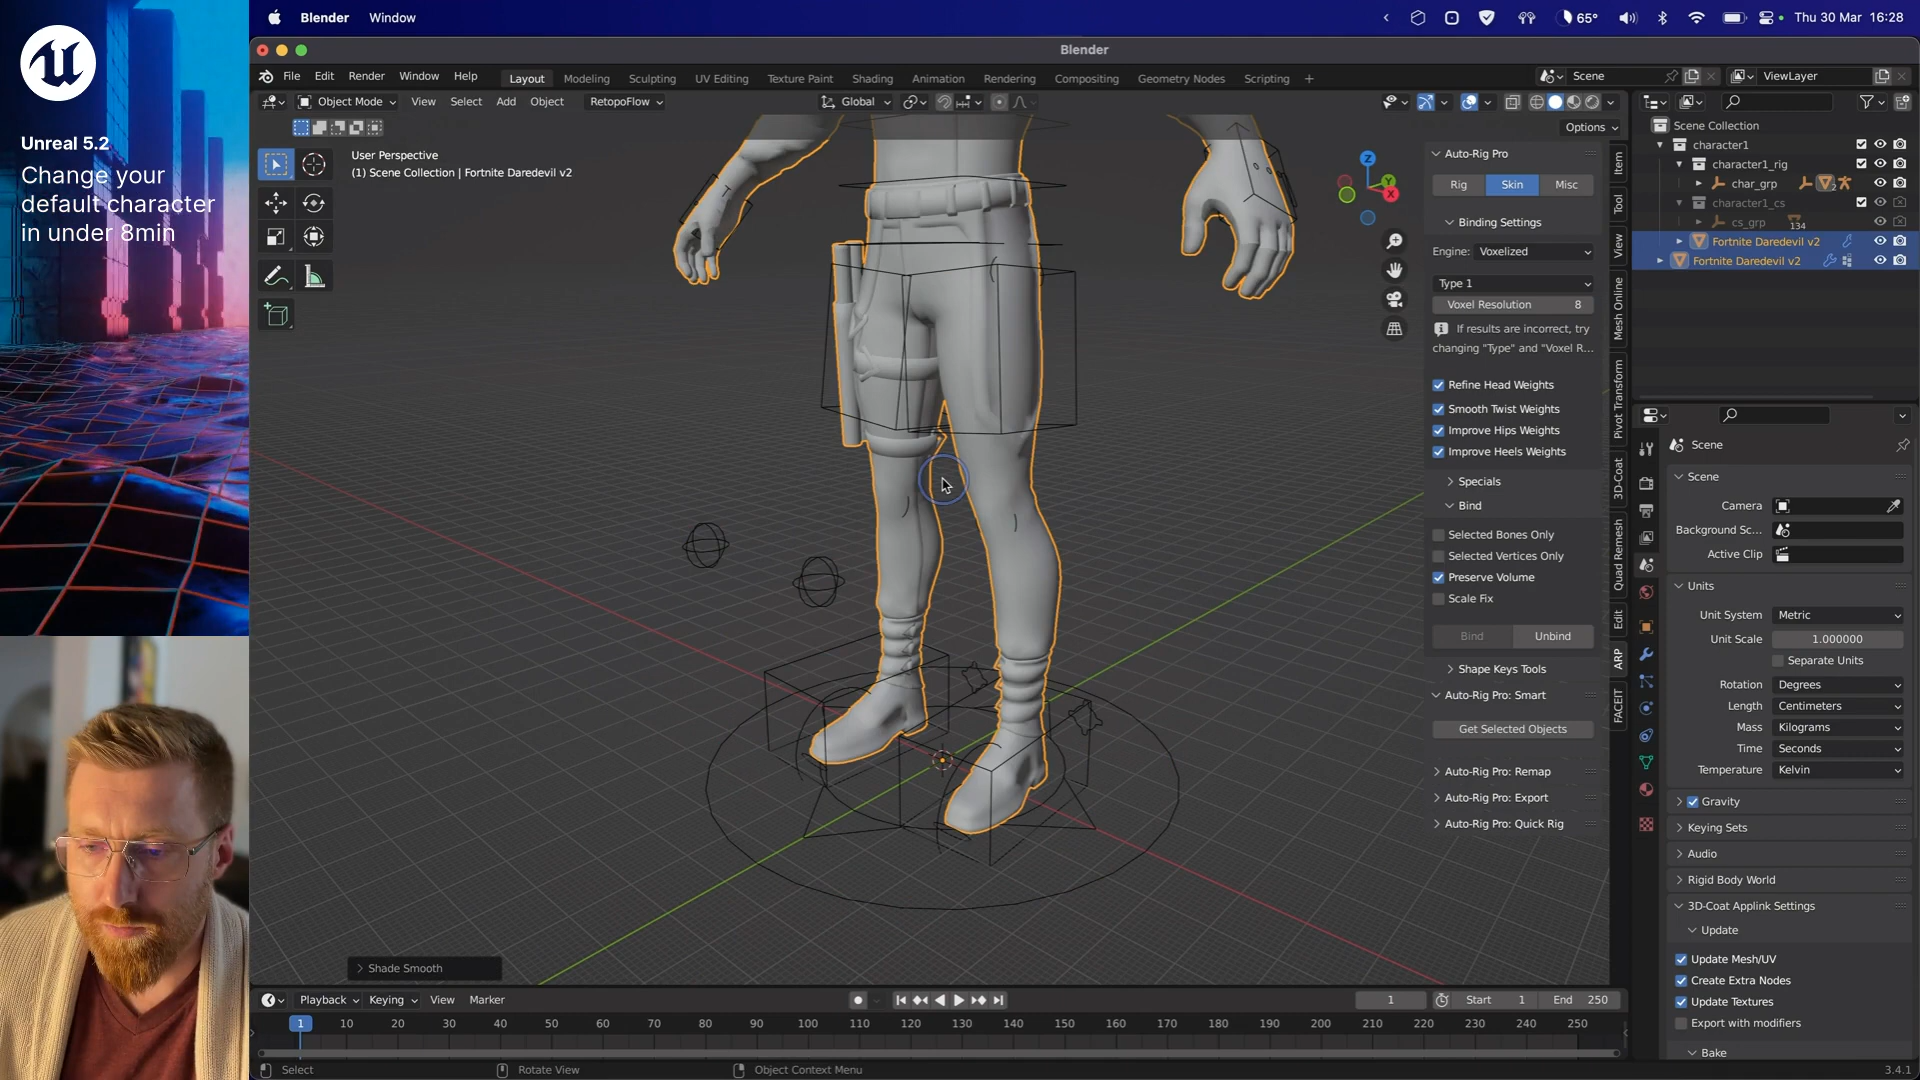 Blender
Window
65°
Thu 30 Mar 16:28
Blender
Unreal 5.2
Change your
default character
in under 8min
File
Edit
Render
Window
Help
Layout
Modeling
Sculpting
UV Editing
Texture Paint
Shading
Animation
Rendering
Compositing
Geometry Nodes
Scripting
+
Scene
ViewLayer
Object Mode
View
Select
Add
Object
RetopoFlow
Global
Options
User Perspective
(1) Scene Collection | Fortnite Daredevil v2
Z
Y
X
Auto-Rig Pro
Rig
Skin
Misc
Binding Settings
Engine:
Voxelized
Type 1
Voxel Resolution
8
If results are incorrect, try
changing "Type" and "Voxel R...
Refine Head Weights
Smooth Twist Weights
Improve Hips Weights
Improve Heels Weights
Specials
Bind
Selected Bones Only
Selected Vertices Only
Preserve Volume
Scale Fix
Bind
Unbind
Shape Keys Tools
Auto-Rig Pro: Smart
Get Selected Objects
Auto-Rig Pro: Remap
Auto-Rig Pro: Export
Auto-Rig Pro: Quick Rig
Item
Tool
View
Mesh Online
Pivot Transform
3D-Coat
Quad Remesh
Edit
ARP
FACEIT
Scene Collection
character1
character1_rig
char_grp
2
character1_cs
cs_grp
134
Fortnite Daredevil v2
Fortnite Daredevil v2
Scene
Scene
Camera
Background Sc...
Active Clip
Units
Unit System
Metric
Unit Scale
1.000000
Separate Units
Rotation
Degrees
Length
Centimeters
Mass
Kilograms
Time
Seconds
Temperature
Kelvin
Gravity
Keying Sets
Audio
Rigid Body World
3D-Coat Applink Settings
Update
Update Mesh/UV
Create Extra Nodes
Update Textures
Export with modifiers
Bake
Shade Smooth
Playback
Keying
View
Marker
1
Start
1
End
250
1
10
20
30
40
50
60
70
80
90
100
110
120
130
140
150
160
170
180
190
200
210
220
230
240
250
Select
Rotate View
Object Context Menu
3.4.1